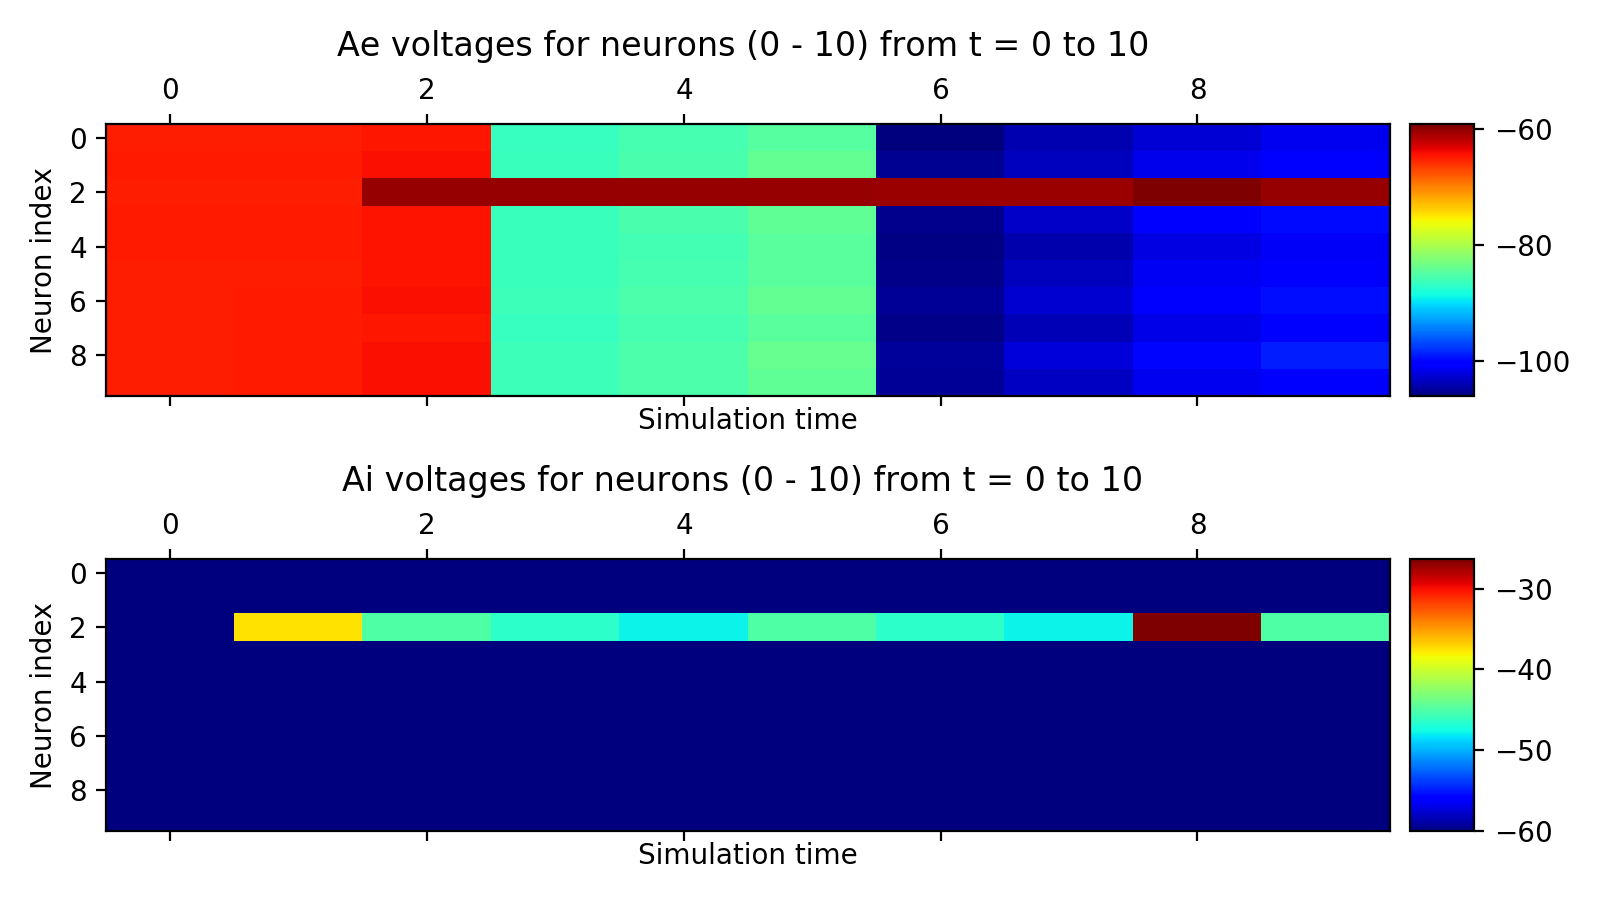 Ae voltages for neurons (0 - 10) from t = 0 to 10
0 2 4 6 8
Neuron index
0
2
4
6
8
−60
−80
−100
Simulation time
Ai voltages for neurons (0 - 10) from t = 0 to 10
0 2 4 6 8
Neuron index
0
2
4
6
8
−30
−40
−50
−60
Simulation time